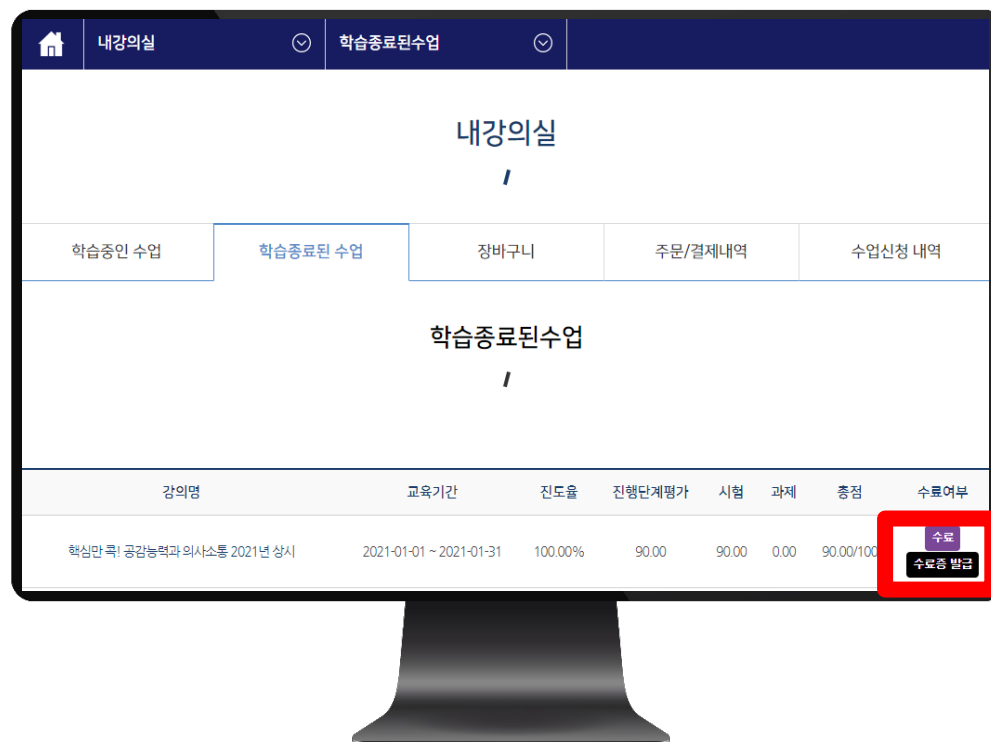 내강의실 학습종료된수업
내강의실
학습중인 수업 학습종료된 수업 장바구니 주문/결제내역 수업신청 내역
학습종료된수업
강의명 교육기간 진도율 진행단계평가 시험 과제 총점 수료여부
핵심만 콕! 공감능력과 의사소통 2021년 상시 2021-01-01 ~ 2021-01-31 100.00% 90.00 90.00 0.00 90.00/100 수료
수료증 발급